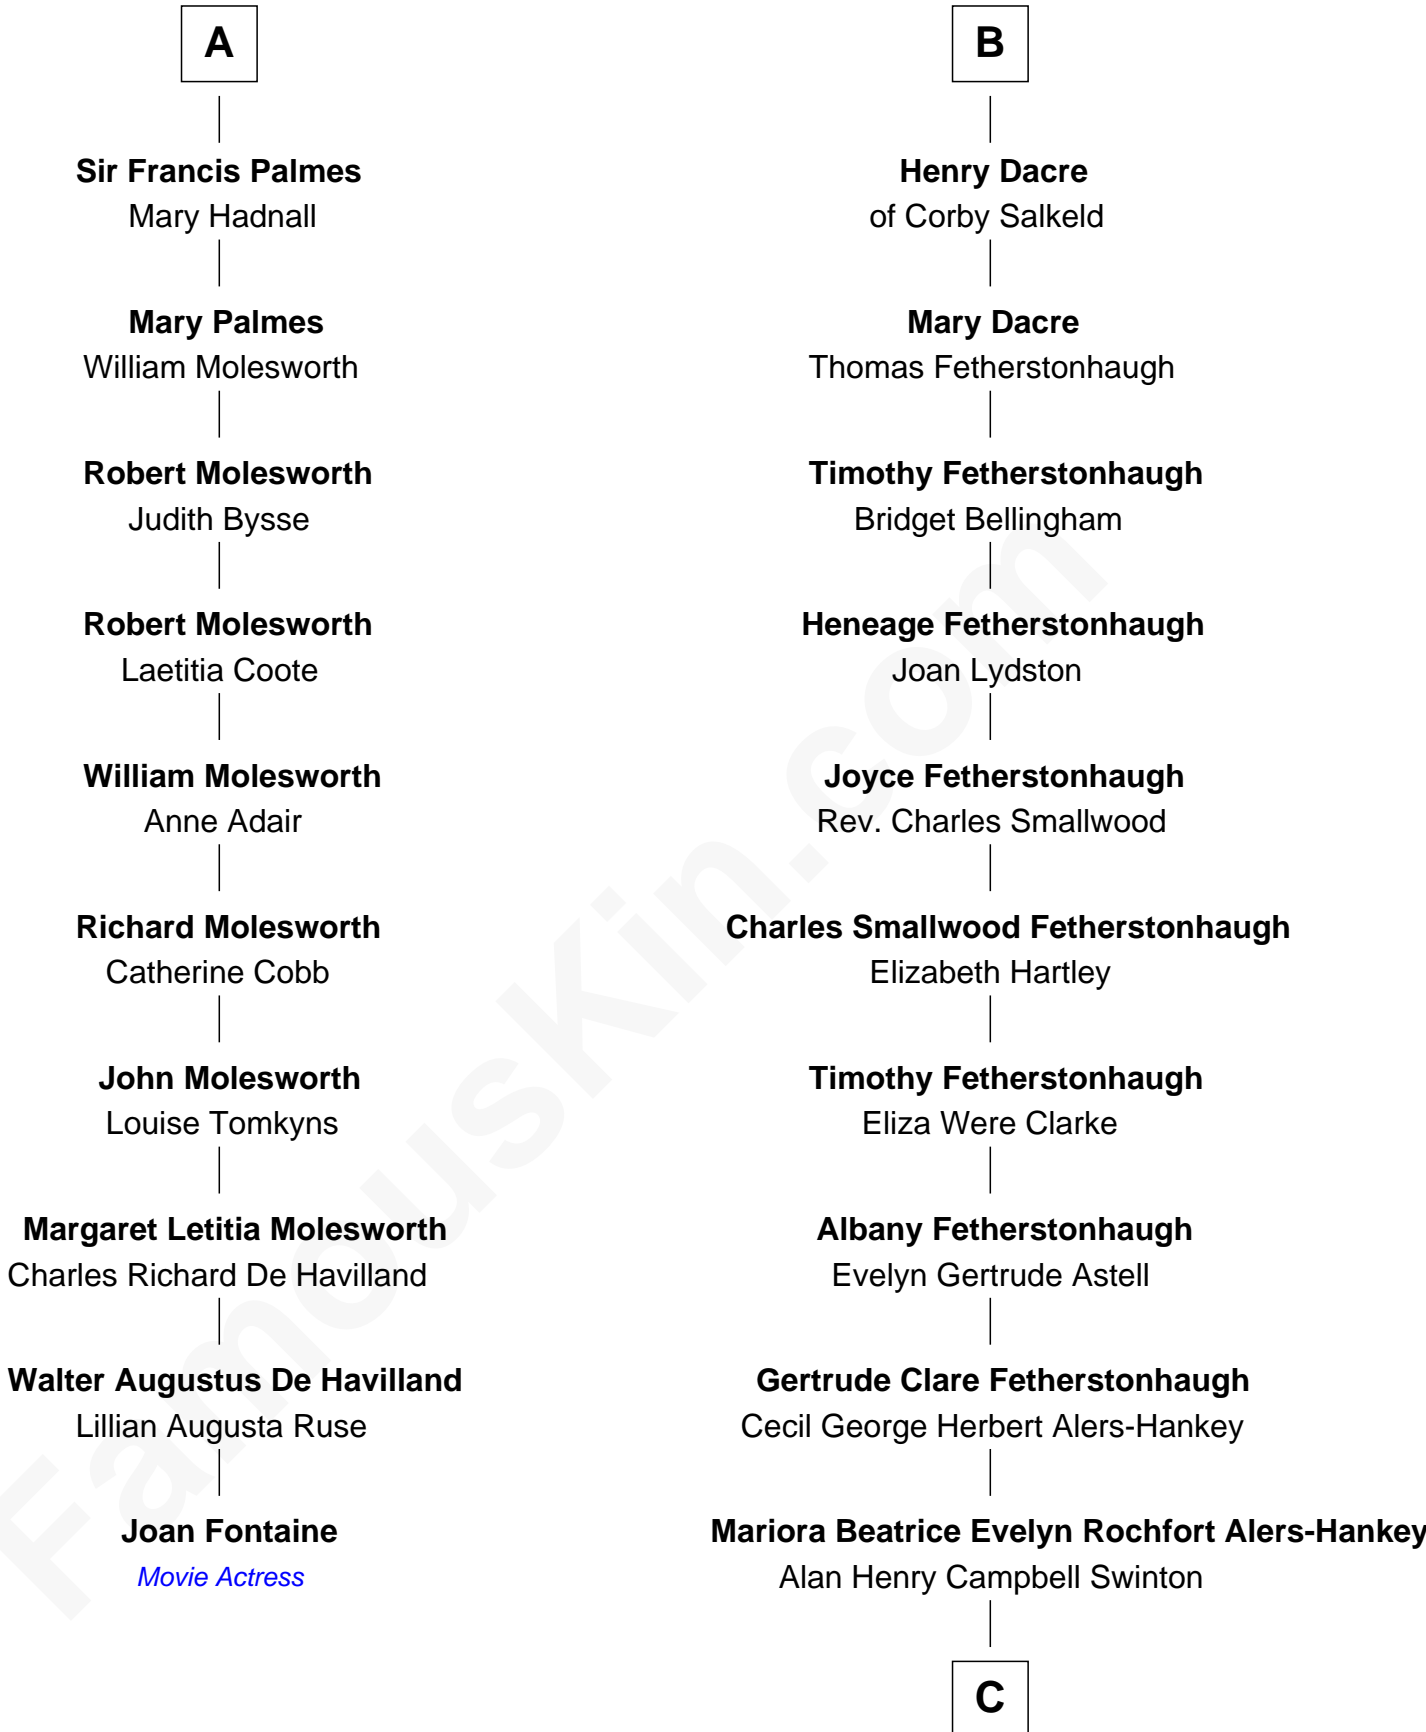 A
Sir Francis Palmes
Mary Hadnall
Mary Palmes
William Molesworth
Robert Molesworth
Judith Bysse
Robert Molesworth
Laetitia Coote
William Molesworth
Anne Adair
Richard Molesworth
Catherine Cobb
John Molesworth
Louise Tomkyns
Margaret Letitia Molesworth
Charles Richard De Havilland
Walter Augustus De Havilland
Lillian Augusta Ruse
Joan Fontaine
Movie Actress
B
Henry Dacre
of Corby Salkeld
Mary Dacre
Thomas Fetherstonhaugh
Timothy Fetherstonhaugh
Bridget Bellingham
Heneage Fetherstonhaugh
Joan Lydston
Joyce Fetherstonhaugh
Rev. Charles Smallwood
Charles Smallwood Fetherstonhaugh
Elizabeth Hartley
Timothy Fetherstonhaugh
Eliza Were Clarke
Albany Fetherstonhaugh
Evelyn Gertrude Astell
Gertrude Clare Fetherstonhaugh
Cecil George Herbert Alers-Hankey
Mariora Beatrice Evelyn Rochfort Alers-Hankey
Alan Henry Campbell Swinton
C
FamousKin.com